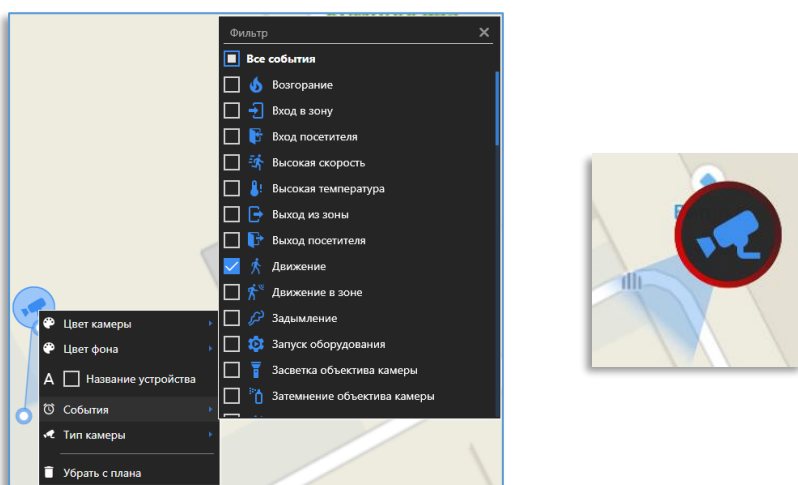 Фильтр
Все события
Возгорание
Вход в зону
Вход посетителя
Высокая скорость
Высокая температура
Выход из зоны
Выход посетителя
Движение
Движение в зоне
Задымление
Запуск оборудования
Засветка объектива камеры
Затемнение объектива камеры
Цвет камеры
Цвет фона
A Название устройства
События
Тип камеры
Убрать с плана